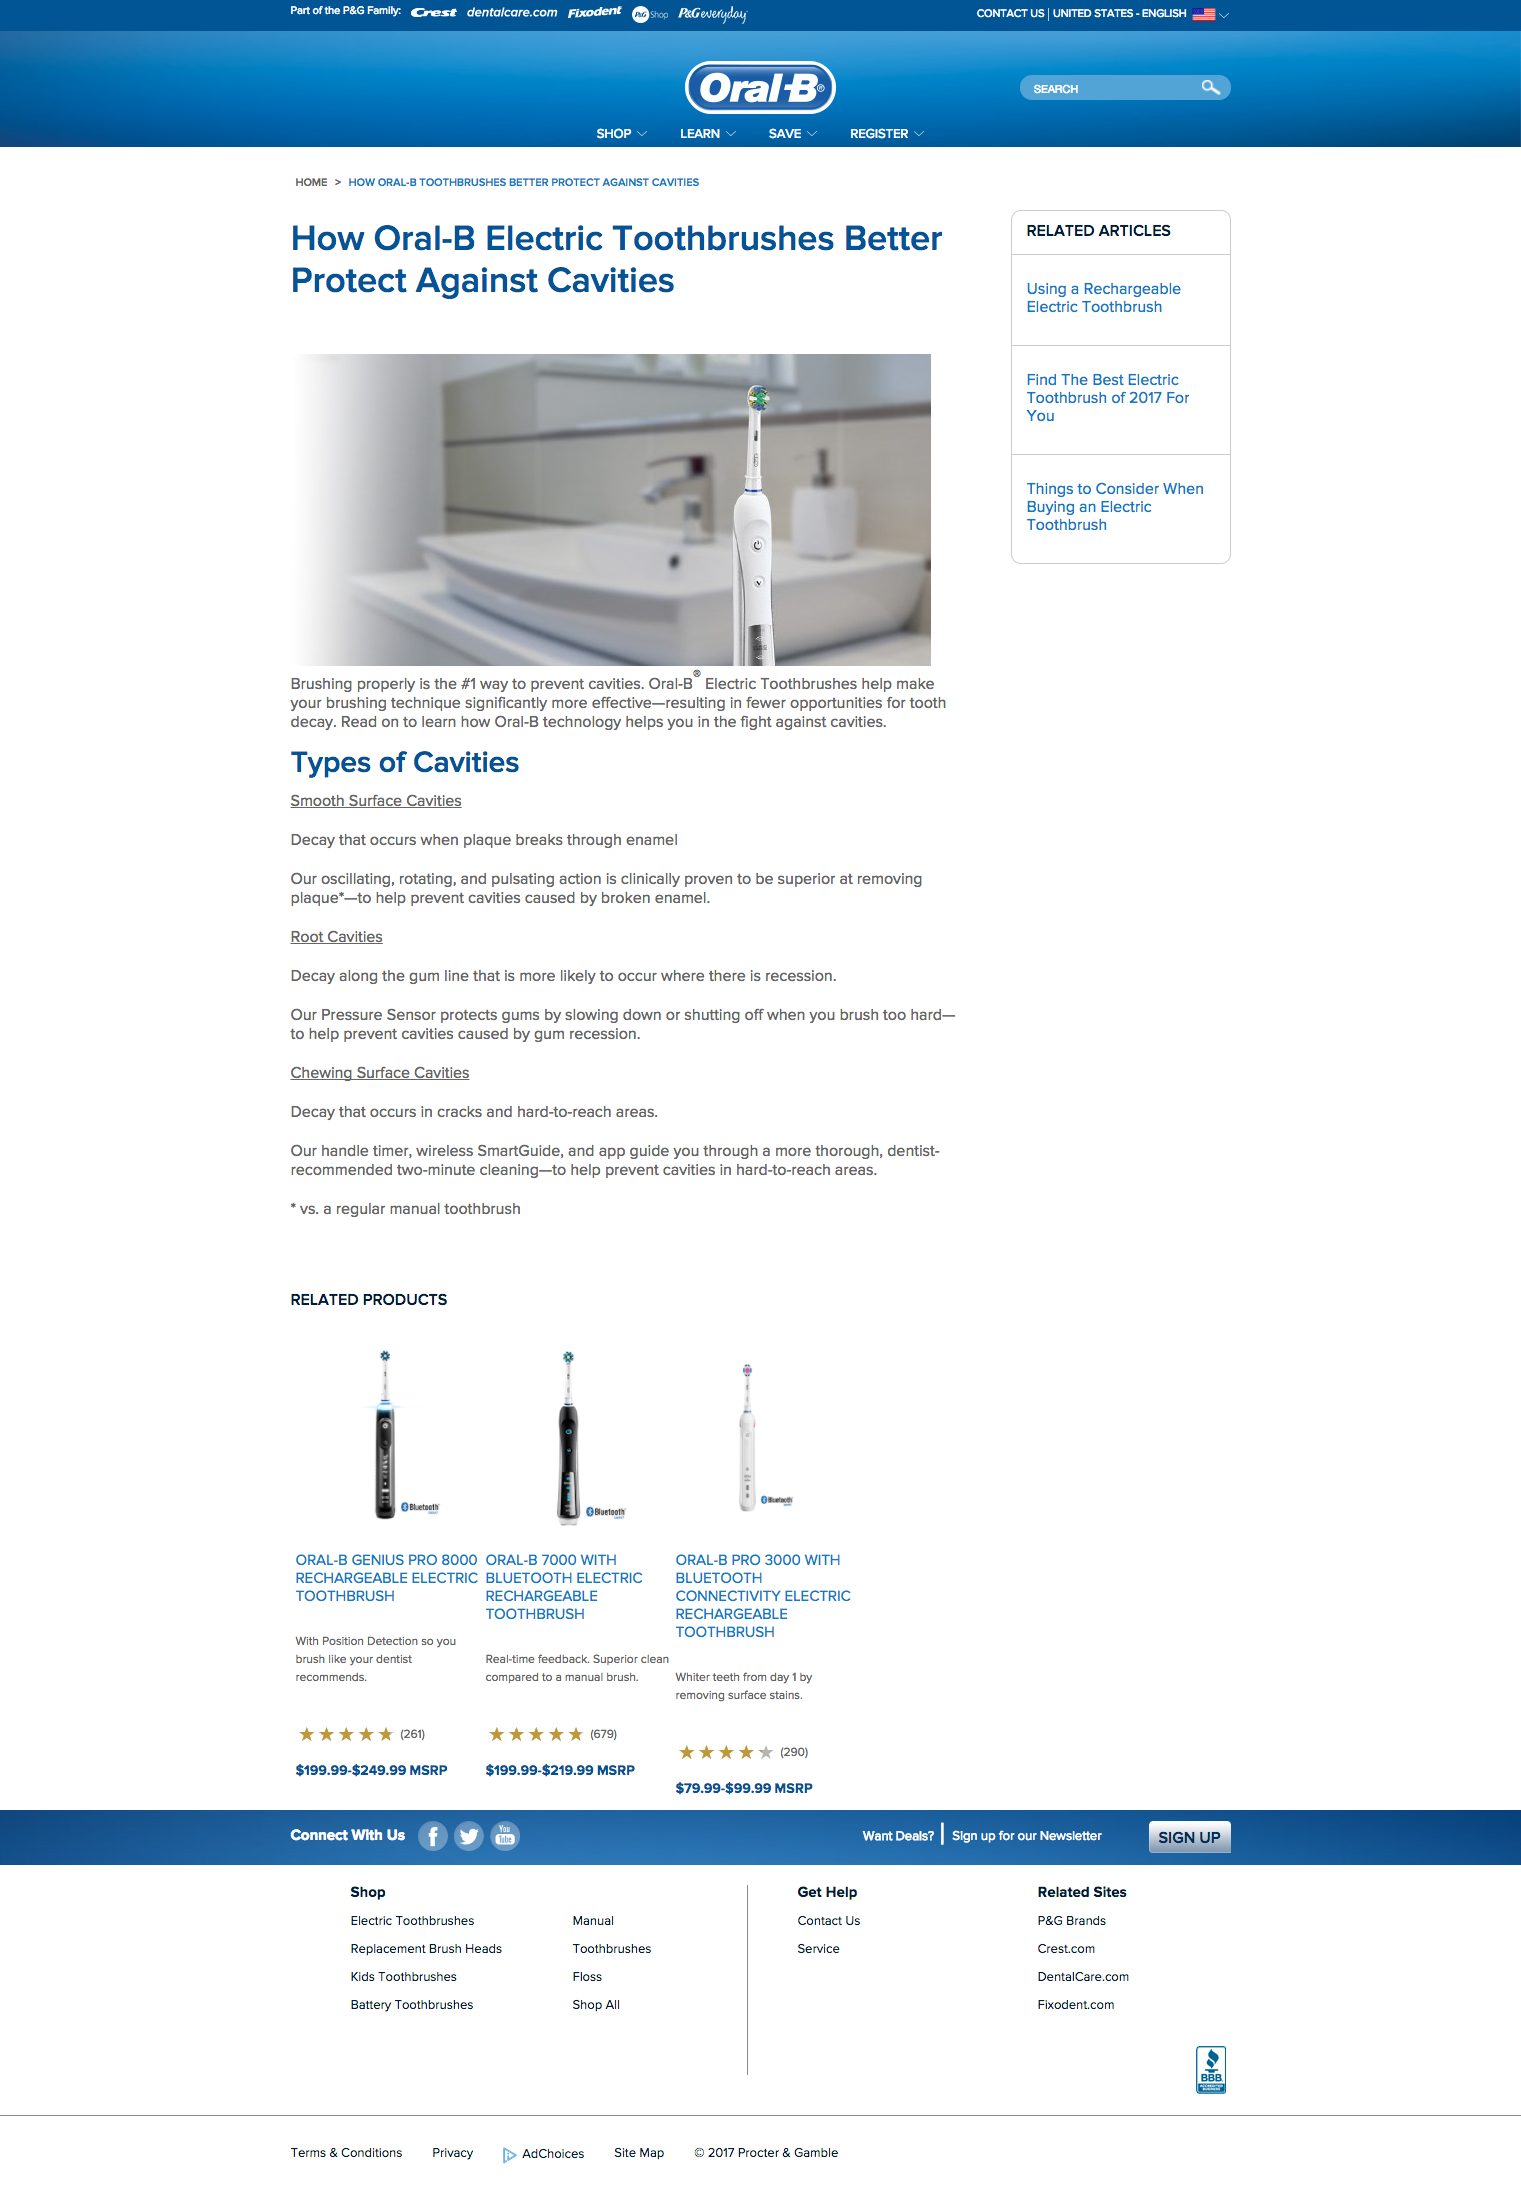 Part of the P&G Family: Crest dentalcare.com Fixodent P&G Shop P&G everyday
CONTACT US | UNITED STATES - ENGLISH
Oral-B®
SEARCH
SHOP LEARN SAVE REGISTER
HOME > HOW ORAL-B TOOTHBRUSHES BETTER PROTECT AGAINST CAVITIES
How Oral-B Electric Toothbrushes Better
Protect Against Cavities
RELATED ARTICLES
Using a Rechargeable
Electric Toothbrush
Find The Best Electric
Toothbrush of 2017 For
You
Things to Consider When
Buying an Electric
Toothbrush
Brushing properly is the #1 way to prevent cavities. Oral-B® Electric Toothbrushes help make
your brushing technique significantly more effective—resulting in fewer opportunities for tooth
decay. Read on to learn how Oral-B technology helps you in the fight against cavities.
Types of Cavities
Smooth Surface Cavities
Decay that occurs when plaque breaks through enamel
Our oscillating, rotating, and pulsating action is clinically proven to be superior at removing
plaque*—to help prevent cavities caused by broken enamel.
Root Cavities
Decay along the gum line that is more likely to occur where there is recession.
Our Pressure Sensor protects gums by slowing down or shutting off when you brush too hard—
to help prevent cavities caused by gum recession.
Chewing Surface Cavities
Decay that occurs in cracks and hard-to-reach areas.
Our handle timer, wireless SmartGuide, and app guide you through a more thorough, dentist-
recommended two-minute cleaning—to help prevent cavities in hard-to-reach areas.
* vs. a regular manual toothbrush
RELATED PRODUCTS
Bluetooth
Bluetooth
Bluetooth
ORAL-B GENIUS PRO 8000
RECHARGEABLE ELECTRIC
TOOTHBRUSH
With Position Detection so you
brush like your dentist
recommends.
(261)
$199.99-$249.99 MSRP
ORAL-B 7000 WITH
BLUETOOTH ELECTRIC
RECHARGEABLE
TOOTHBRUSH
Real-time feedback. Superior clean
compared to a manual brush.
(679)
$199.99-$219.99 MSRP
ORAL-B PRO 3000 WITH
BLUETOOTH
CONNECTIVITY ELECTRIC
RECHARGEABLE
TOOTHBRUSH
Whiter teeth from day 1 by
removing surface stains.
(290)
$79.99-$99.99 MSRP
Connect With Us
You
Tube
Want Deals? | Sign up for our Newsletter
SIGN UP
Shop
Electric Toothbrushes
Replacement Brush Heads
Kids Toothbrushes
Battery Toothbrushes
Manual
Toothbrushes
Floss
Shop All
Get Help
Contact Us
Service
Related Sites
P&G Brands
Crest.com
DentalCare.com
Fixodent.com
BBB
ACCREDITED
BUSINESS
Terms & Conditions Privacy AdChoices Site Map © 2017 Procter & Gamble